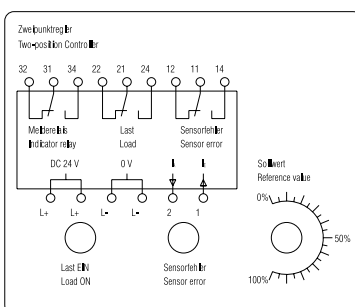 Zweipunktregler
Two-position Controller
32 31 34 22 21 24 12 11 14
Melderelais
Indicator relay
Last
Load
Sensorfehler
Sensor error
DC 24 V
0 V
L+ L+ L- L- 2 1
Last EIN
Load ON
Sensorfehler
Sensor error
Sollwert
Reference value
0%
50%
100%